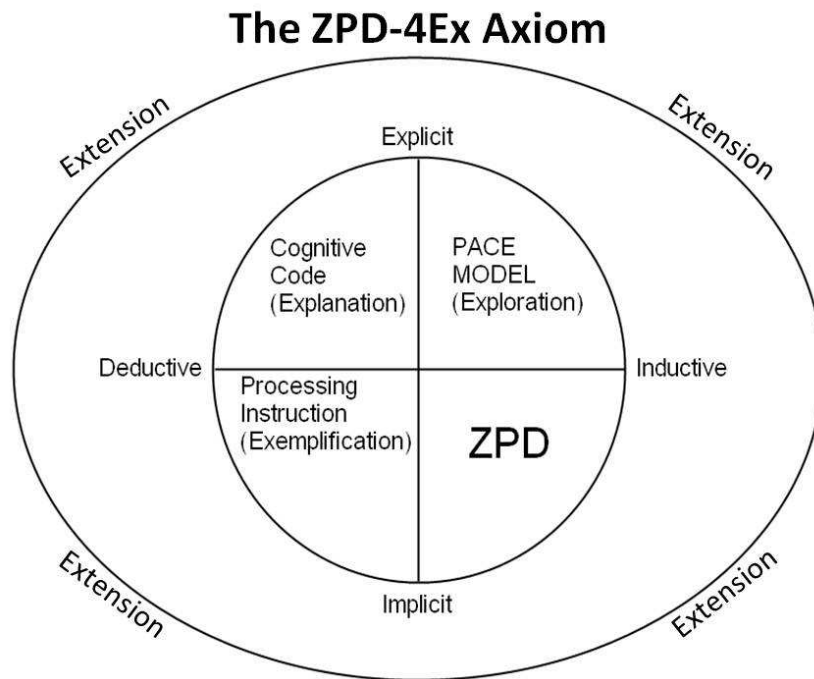 The ZPD-4Ex Axiom
Extension
Extension
Explicit
Cognitive
Code
(Explanation)
PACE
MODEL
(Exploration)
Deductive
Inductive
Processing
Instruction
(Exemplification)
ZPD
Implicit
Extension
Extension